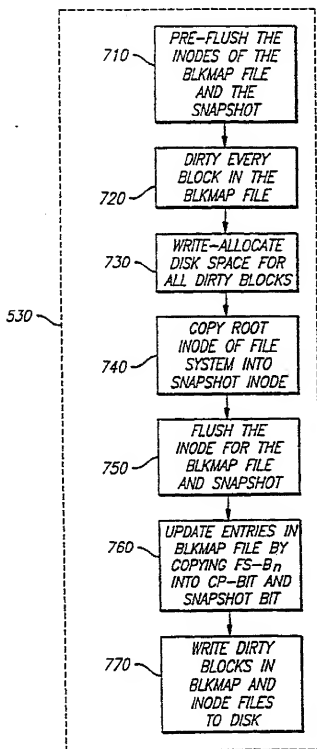 710
PRE-FLUSH THE
INODES OF THE
BLKMAP FILE
AND THE
SNAPSHOT
DIRTY EVERY
BLOCK IN THE
BLKMAP FILE
720
WRITE-ALLOCATE
DISK SPACE FOR
ALL DIRTY BLOCKS
730
530
COPY ROOT
INODE OF FILE
SYSTEM INTO
SNAPSHOT INODE
740
FLUSH THE
INODE FOR THE
BLKMAP FILE
AND SNAPSHOT
750
UPDATE ENTRIES IN
BLKMAP FILE BY
COPYING FS-Bn
INTO CP-BIT AND
SNAPSHOT BIT
760
WRITE DIRTY
BLOCKS IN
BLKMAP AND
INODE FILES
TO DISK
770